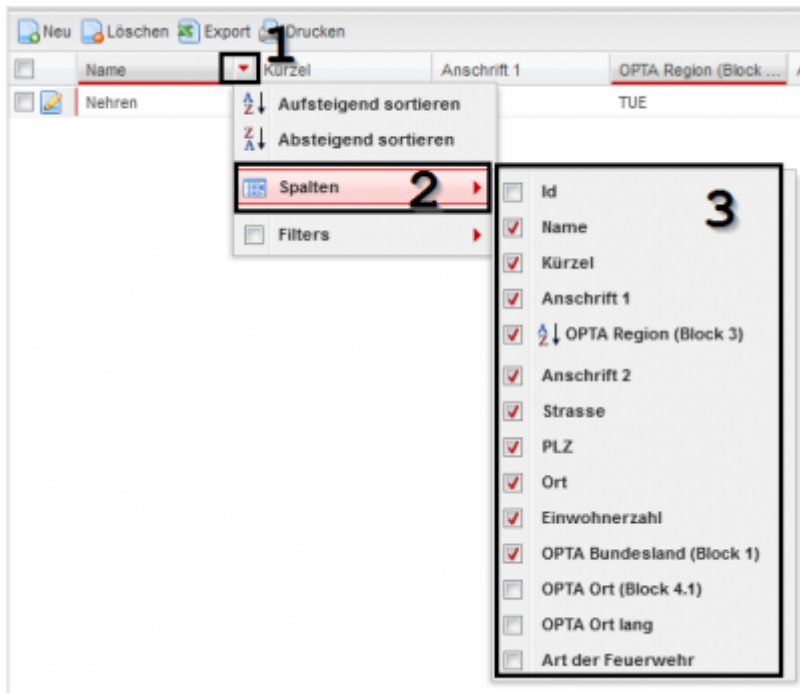 Neu Löschen Export Drucken
1
Name Kürzel Anschrift 1 OPTA Region (Block ... A
Nehren TUE
Aufsteigend sortieren
Absteigend sortieren
Spalten 2
Filters
3
Id
Name
Kürzel
Anschrift 1
OPTA Region (Block 3)
Anschrift 2
Strasse
PLZ
Ort
Einwohnerzahl
OPTA Bundesland (Block 1)
OPTA Ort (Block 4.1)
OPTA Ort lang
Art der Feuerwehr